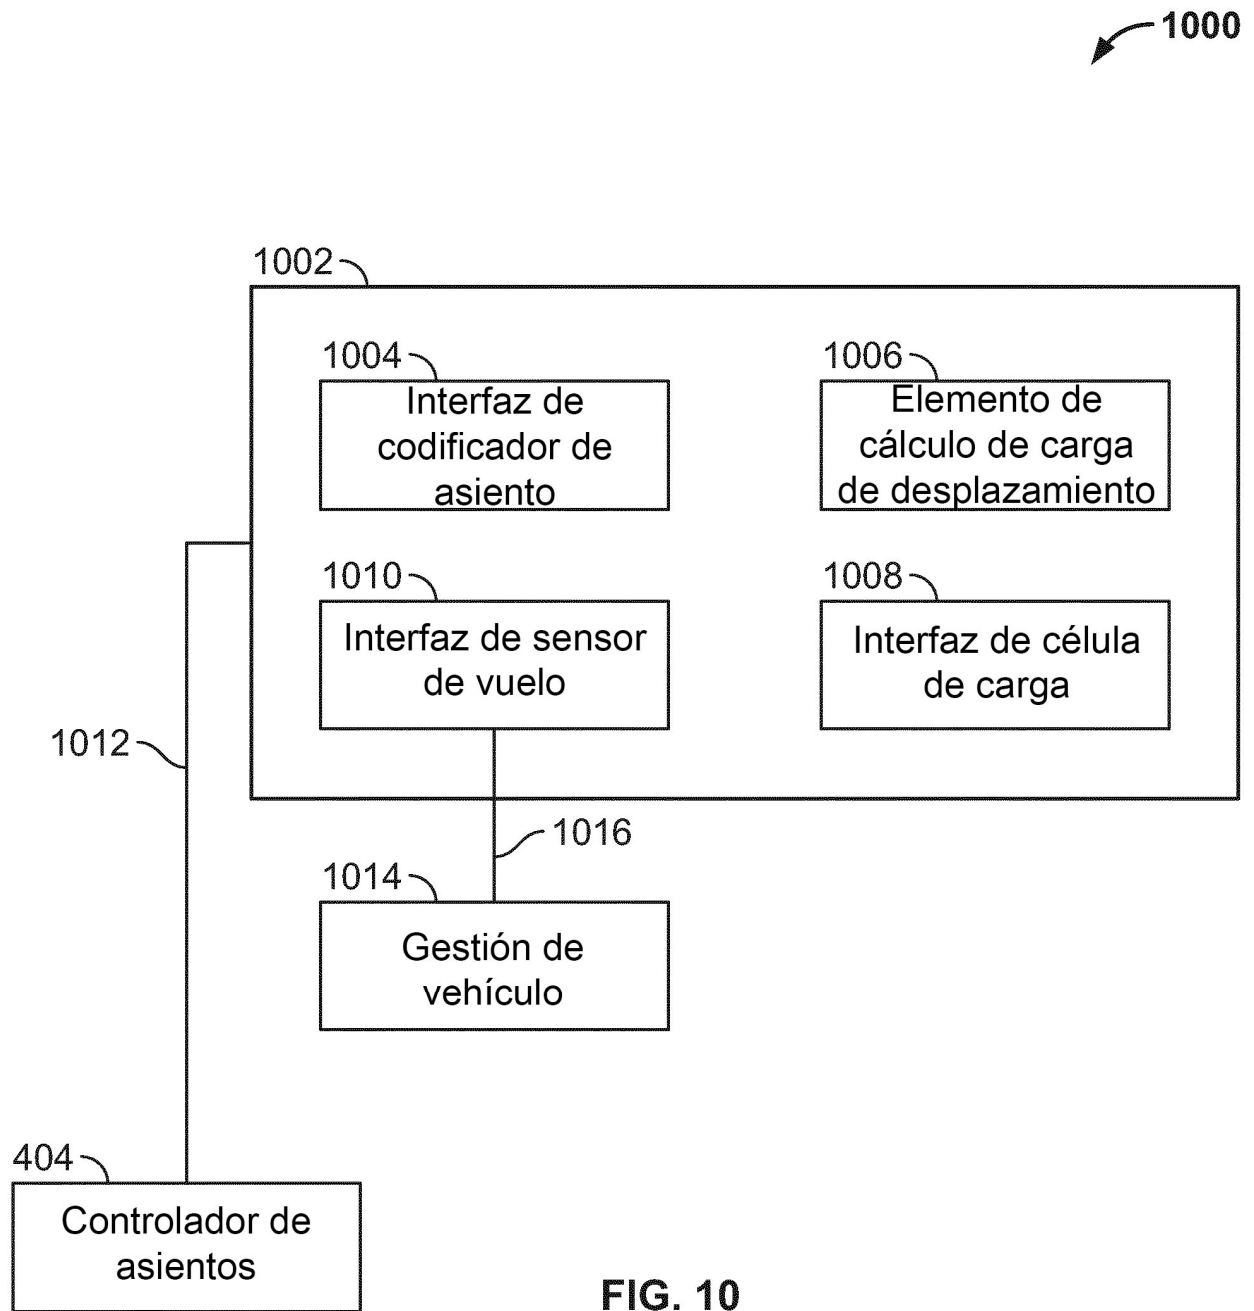 1000
1002
1004
Interfaz de
codificador de
asiento
1006
Elemento de
cálculo de carga
de desplazamiento
1010
Interfaz de sensor
de vuelo
1008
Interfaz de célula
de carga
1012
1016
1014
Gestión de
vehículo
404
Controlador de
asientos
FIG. 10